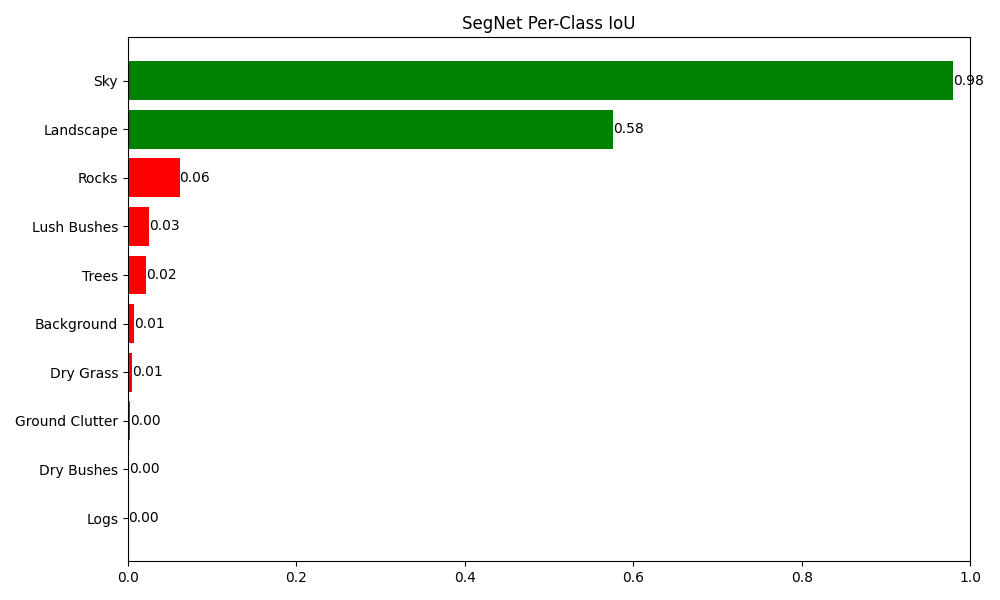 SegNet Per-Class IoU
Sky 0.98
Landscape 0.58
Rocks 0.06
Lush Bushes 0.03
Trees 0.02
Background 0.01
Dry Grass 0.01
Ground Clutter 0.00
Dry Bushes 0.00
Logs 0.00
0.0 0.2 0.4 0.6 0.8 1.0